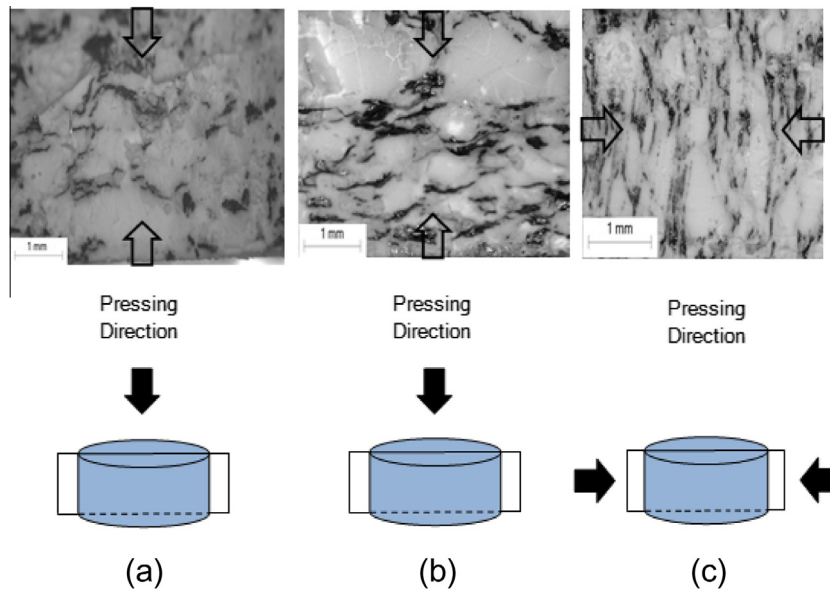 1 mm
1 mm
1 mm
Pressing
Direction
Pressing
Direction
Pressing
Direction
(a)
(b)
(c)